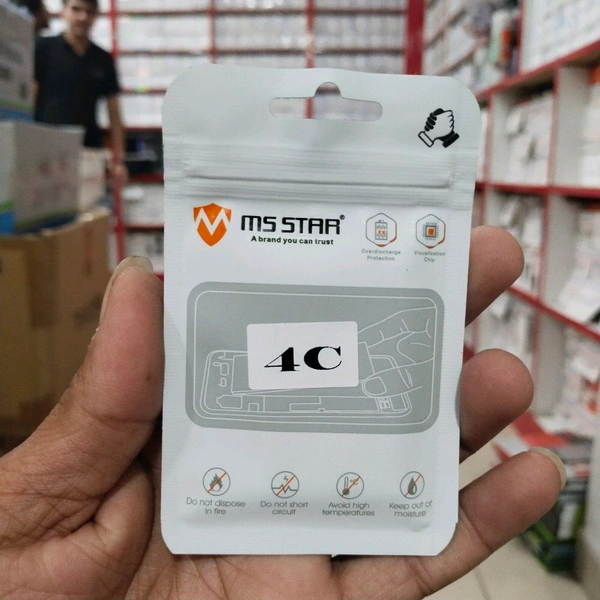 MS STAR®
A brand you can trust
Overdischarge
Protection
Visualization
Chip
4C
Do not dispose
in fire
Do not short
circuit
Avoid high
temperatures
Keep out of
moisture